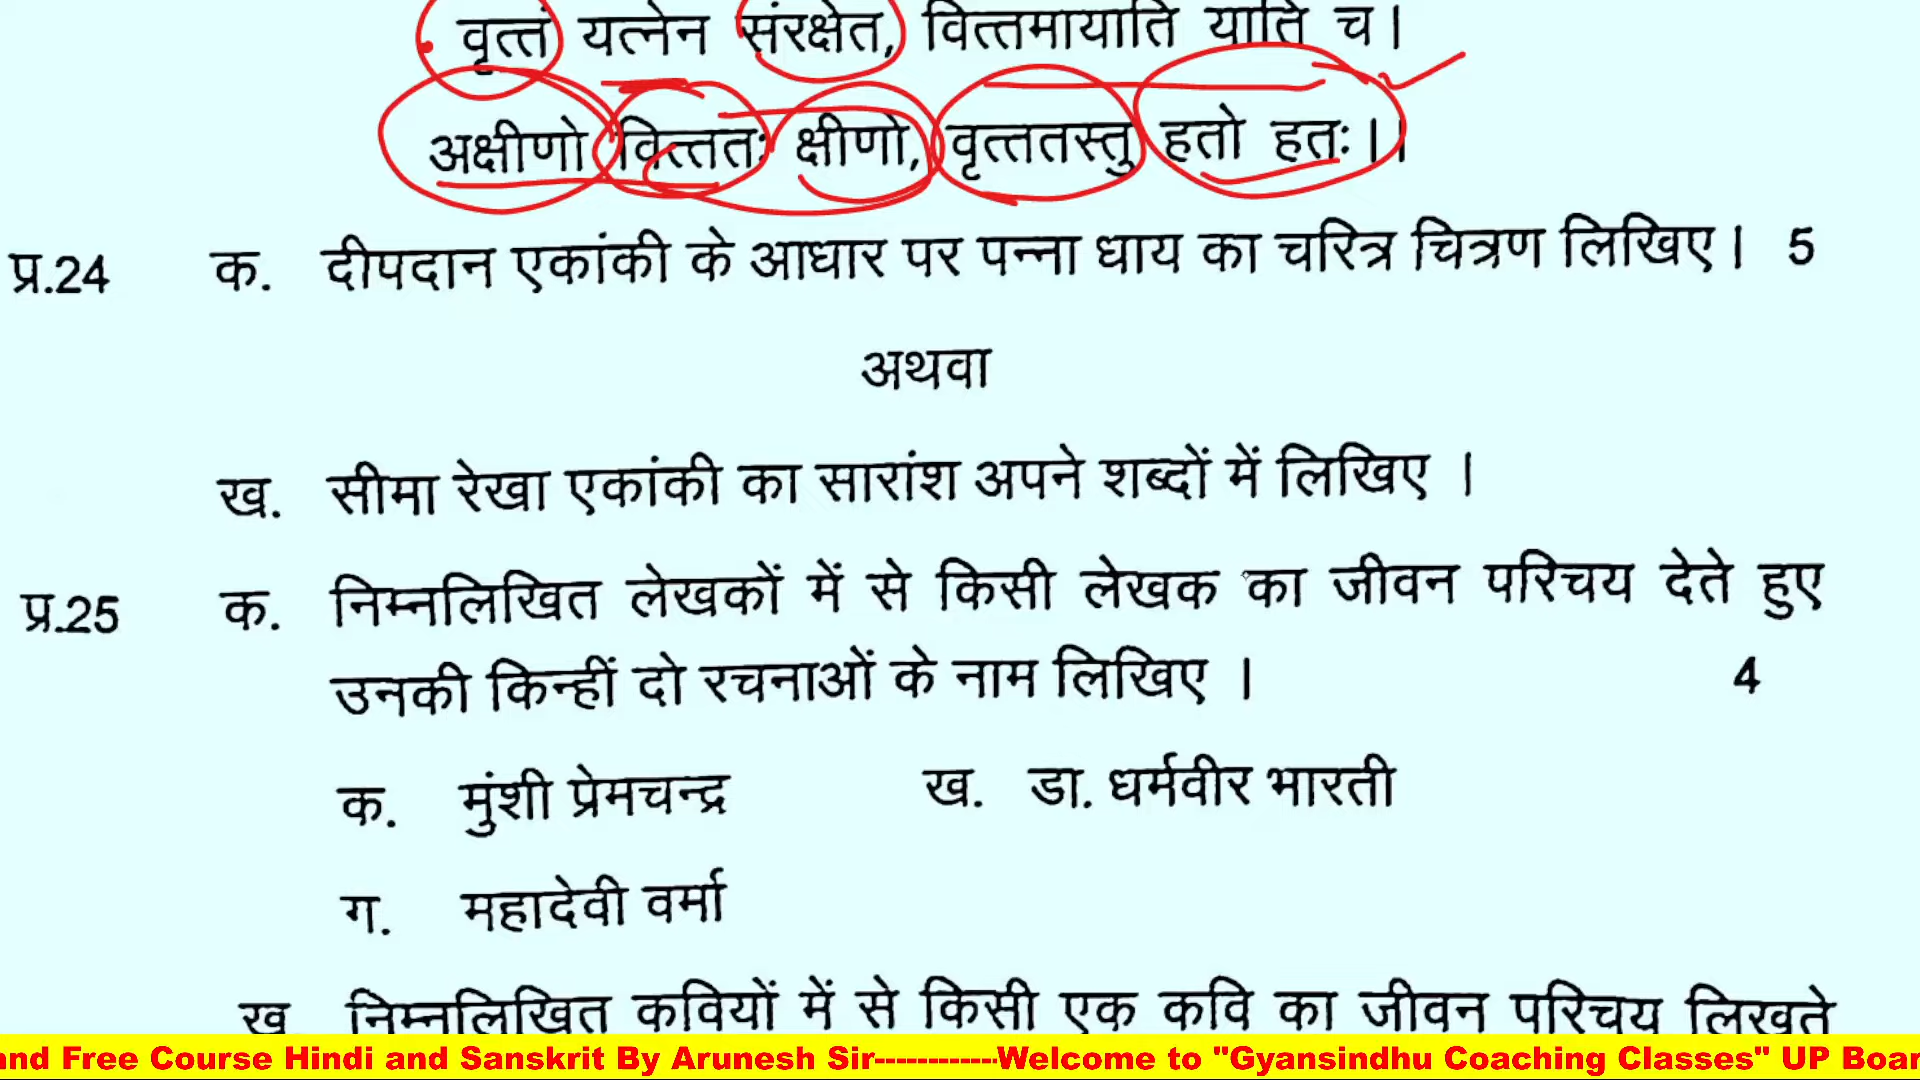 वृत्तं यत्नेन संरक्षेत, वित्तमायाति याति च।
अक्षीणो वित्ततः क्षीणो, वृत्ततस्तु हतो हतः।।
प्र.24 क. दीपदान एकांकी के आधार पर पन्ना धाय का चरित्र चित्रण लिखिए। 5
अथवा
ख. सीमा रेखा एकांकी का सारांश अपने शब्दों में लिखिए ।
प्र.25 क. निम्नलिखित लेखकों में से किसी लेखक का जीवन परिचय देते हुए
उनकी किन्हीं दो रचनाओं के नाम लिखिए । 4
क. मुंशी प्रेमचन्द्र ख. डा. धर्मवीर भारती
ग. महादेवी वर्मा
ख निम्नलिखित कवियों में से किसी एक कवि का जीवन परिचय लिखते
and Free Course Hindi and Sanskrit By Arunesh Sir-----------Welcome to "Gyansindhu Coaching Classes" UP Boar